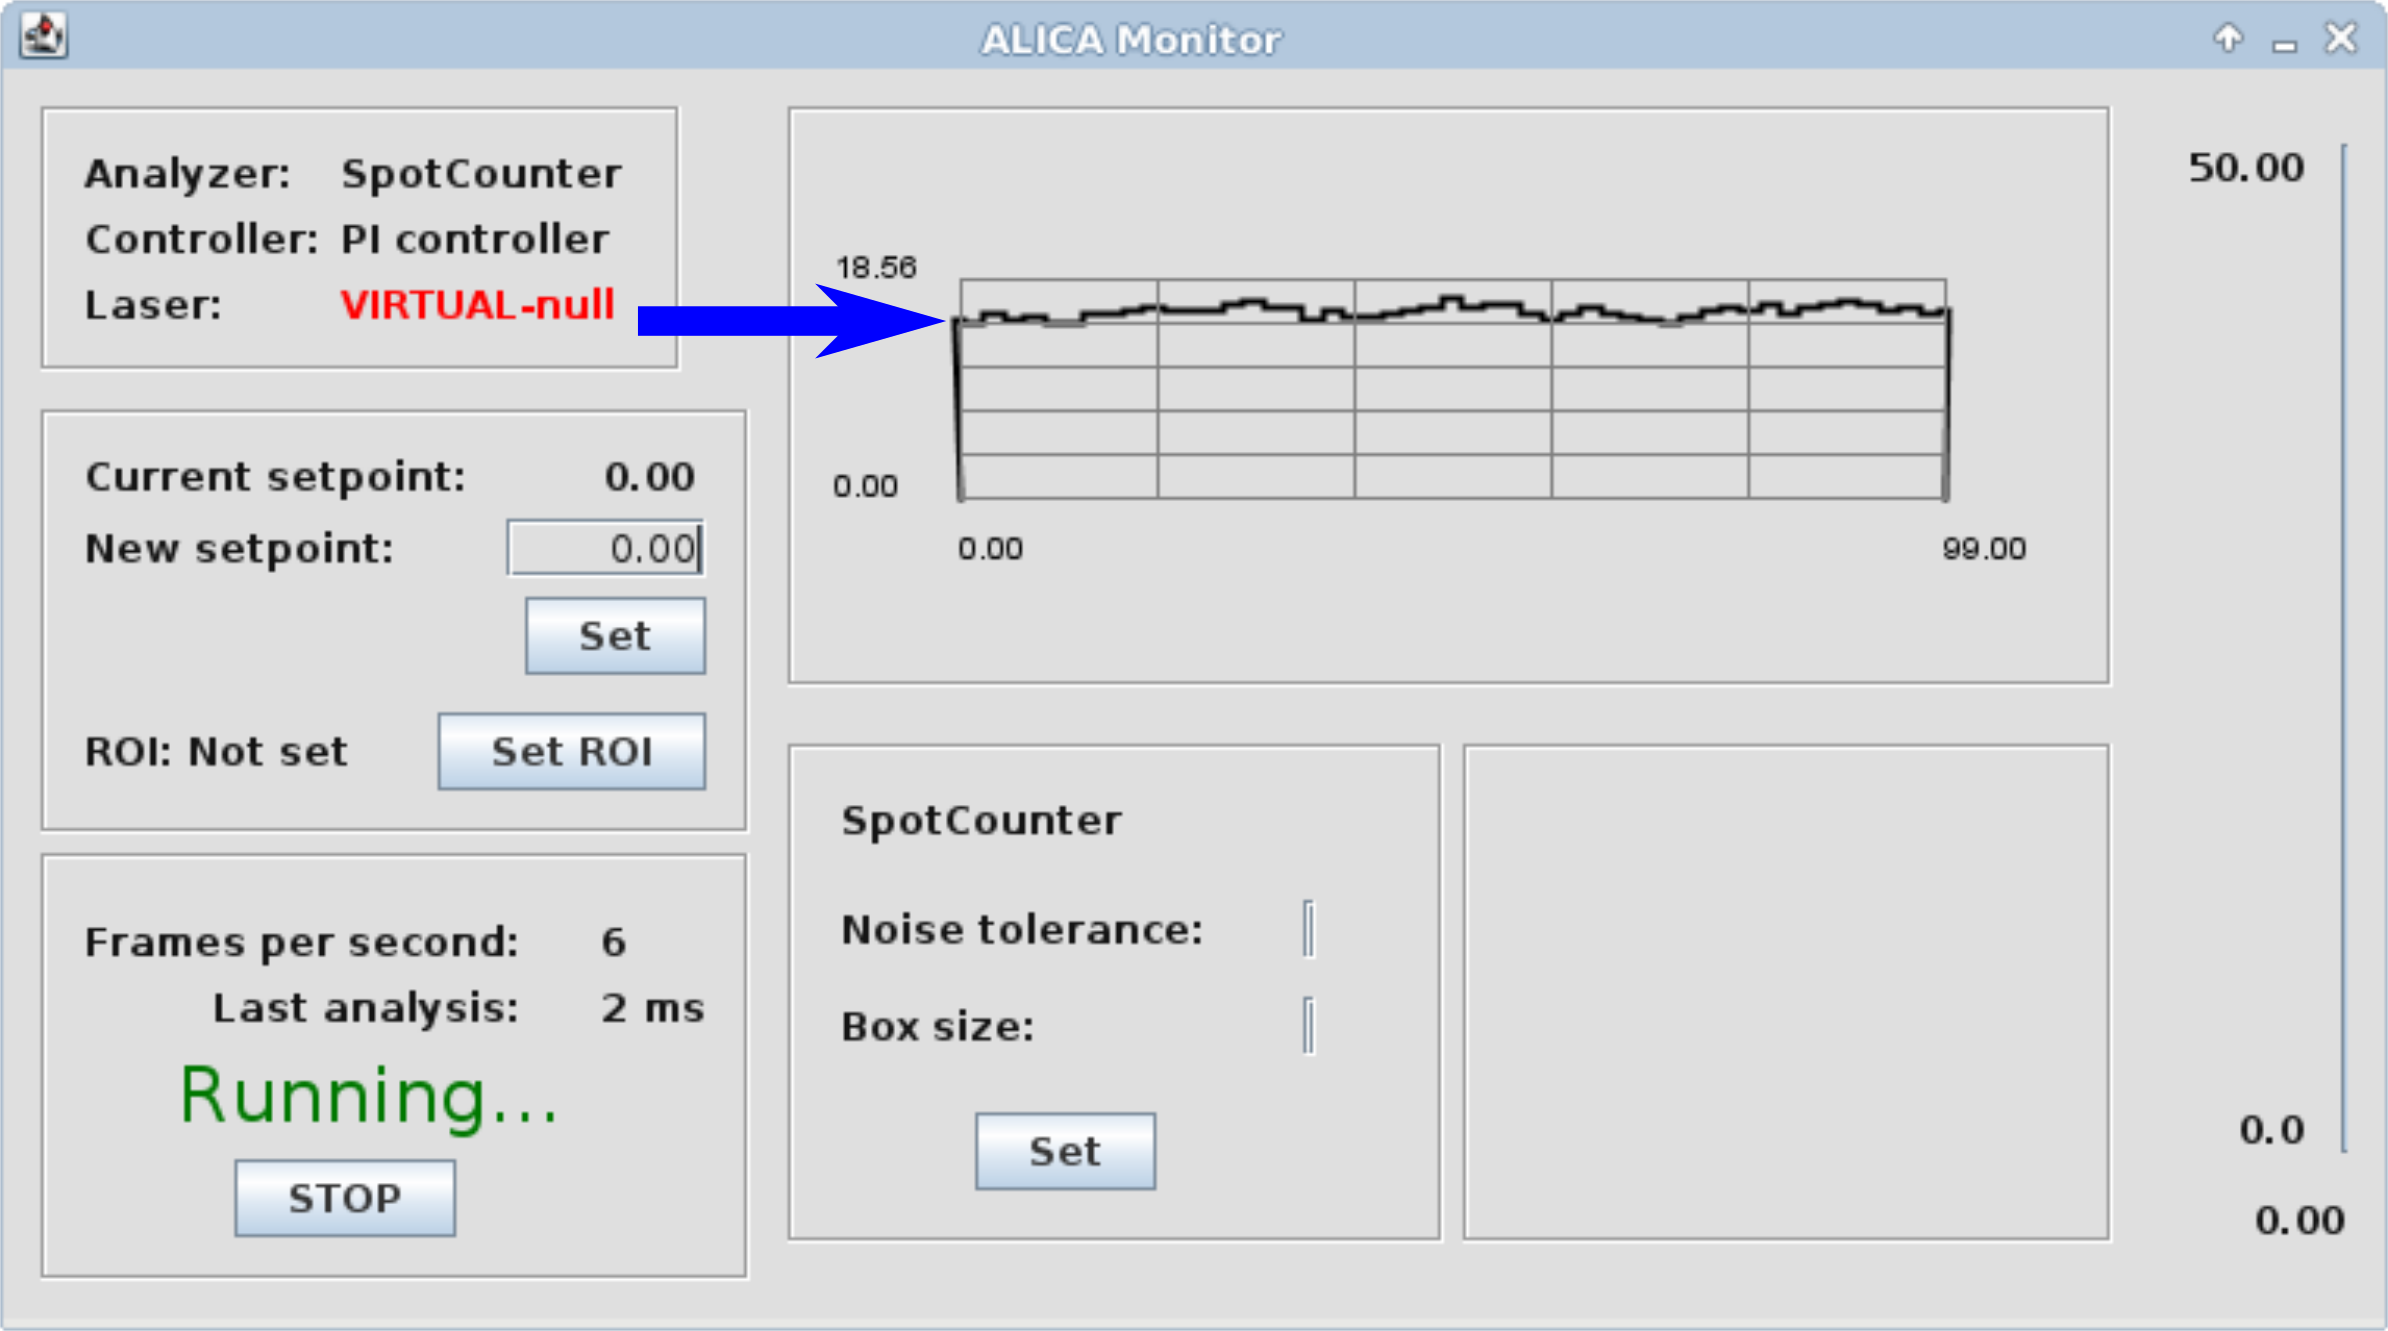 ALICA Monitor
Analyzer: SpotCounter
Controller: PI controller
Laser: VIRTUAL-null
Current setpoint: 0.00
New setpoint: 0.00
Set
ROI: Not set Set ROI
Frames per second: 6
Last analysis: 2 ms
Running...
STOP
18.56
0.00
0.00 99.00
SpotCounter
Noise tolerance:
Box size:
Set
50.00
0.0
0.00